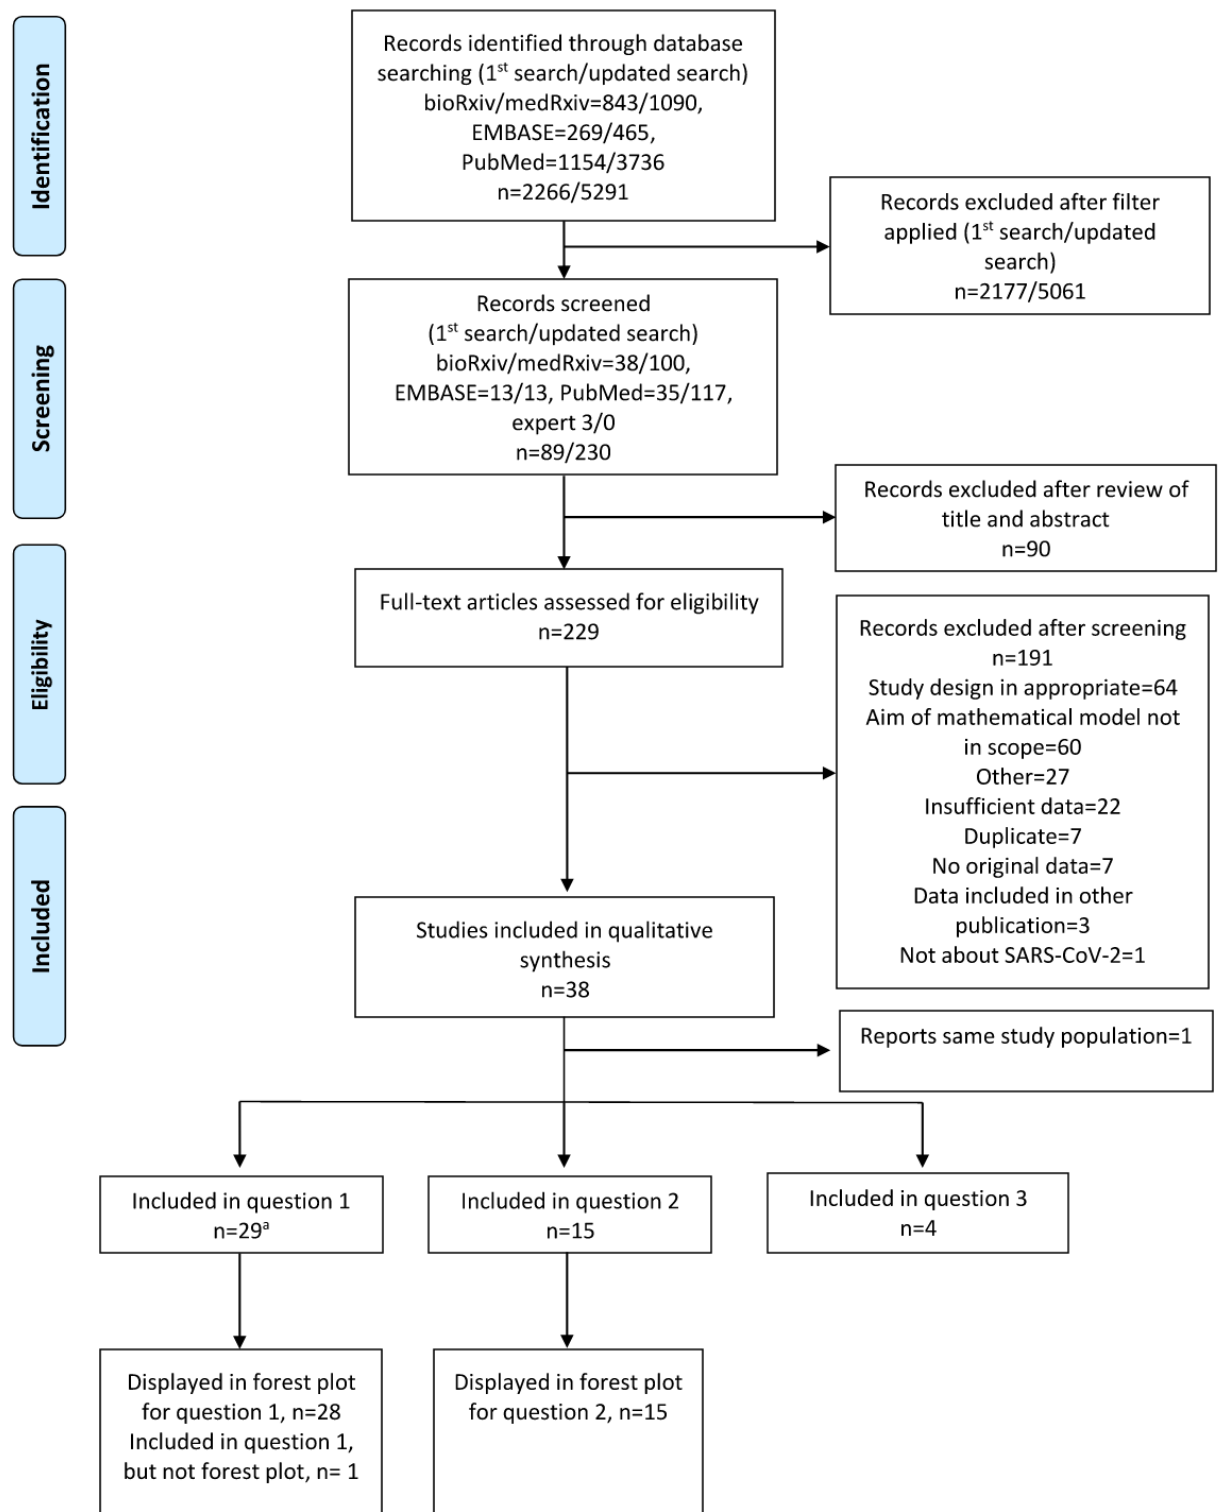 Identification
Records identified through database
searching (1st search/updated search)
bioRxiv/medRxiv=843/1090,
EMBASE=269/465,
PubMed=1154/3736
n=2266/5291
Records excluded after filter
applied (1st search/updated
search)
n=2177/5061
Screening
Records screened
(1st search/updated search)
bioRxiv/medRxiv=38/100,
EMBASE=13/13, PubMed=35/117,
expert 3/0
n=89/230
Records excluded after review of
title and abstract
n=90
Eligibility
Full-text articles assessed for eligibility
n=229
Records excluded after screening
n=191
Study design in appropriate=64
Aim of mathematical model not
in scope=60
Other=27
Insufficient data=22
Duplicate=7
No original data=7
Data included in other
publication=3
Not about SARS-CoV-2=1
Included
Studies included in qualitative
synthesis
n=38
Reports same study population=1
Included in question 1
n=29a
Included in question 2
n=15
Included in question 3
n=4
Displayed in forest plot
for question 1, n=28
Included in question 1,
but not forest plot, n= 1
Displayed in forest plot
for question 2, n=15